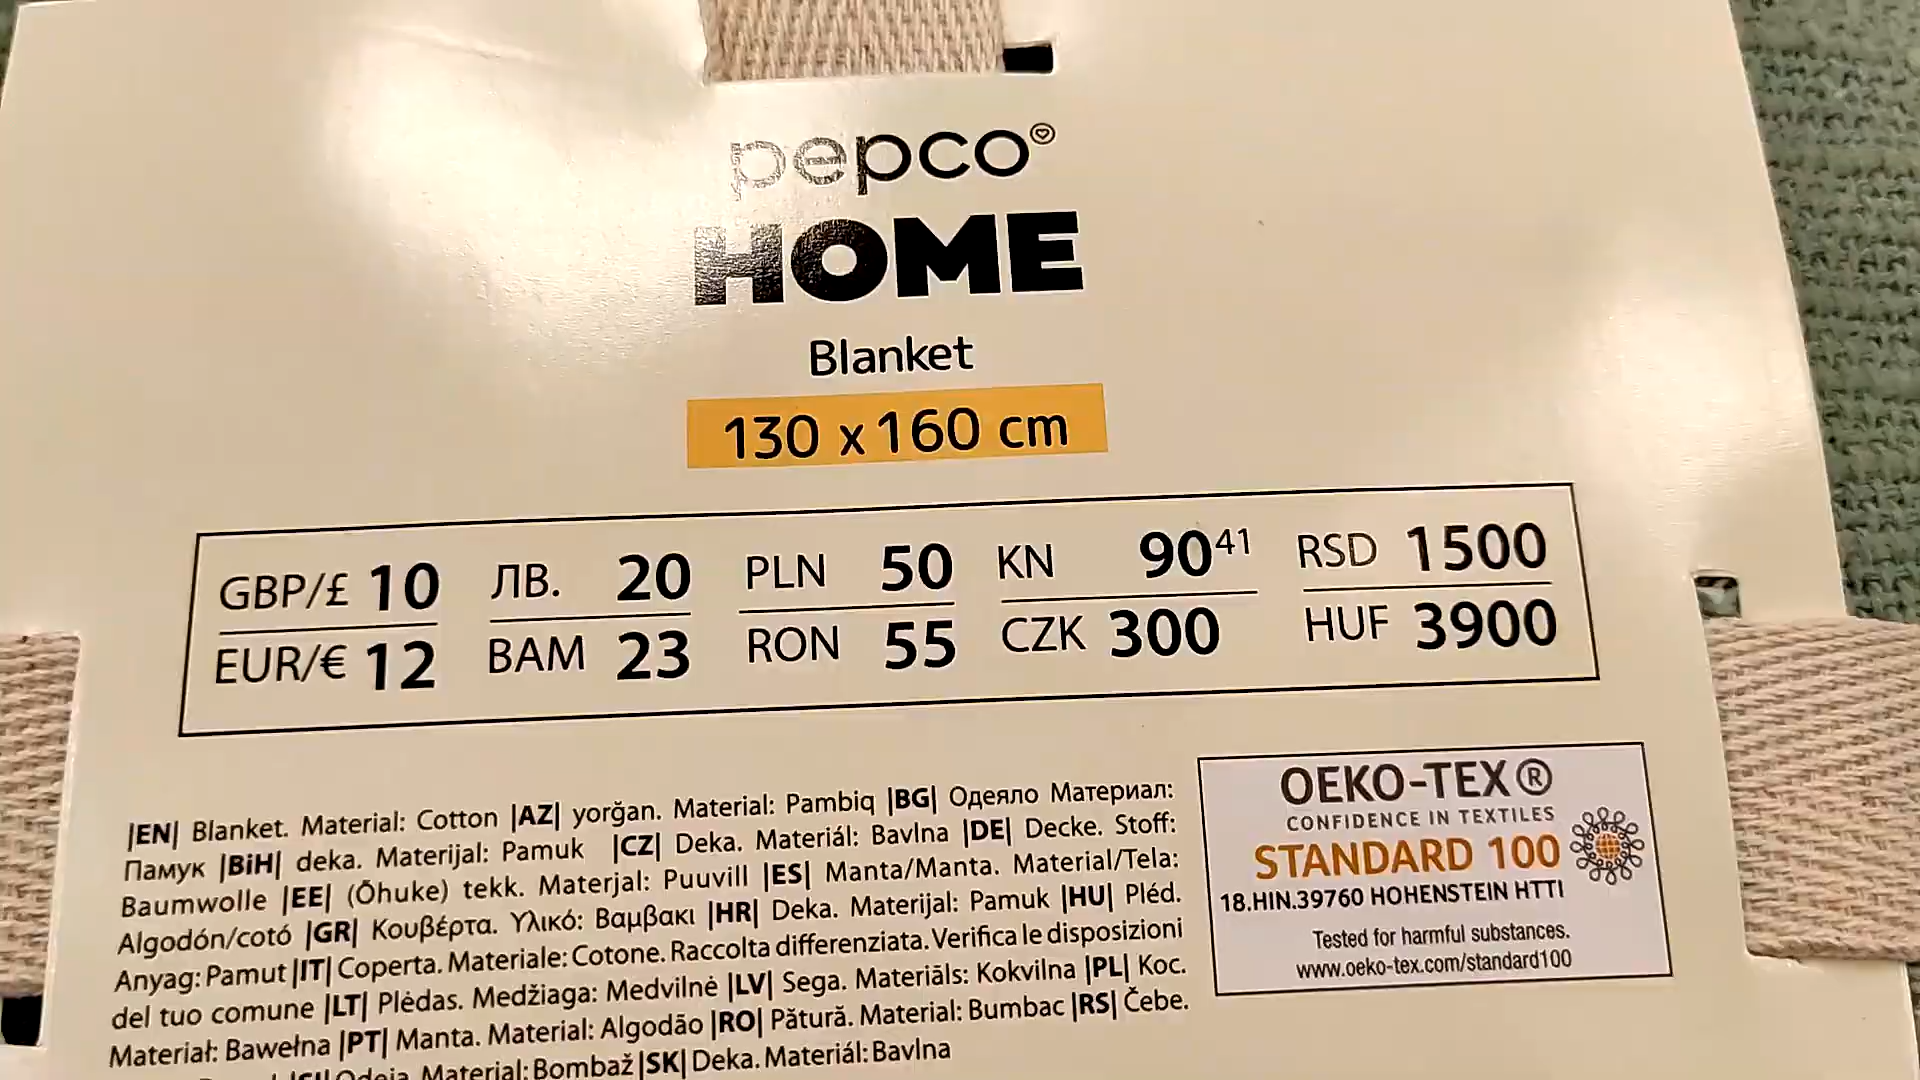 pepco
HOME
Blanket
130 x 160 cm
GBP/£ 10 ЛВ. 20 PLN 50 KN 90⁴¹ RSD 1500
EUR/€ 12 BAM 23 RON 55 CZK 300 HUF 3900
|EN| Blanket. Material: Cotton |AZ| yorğan. Material: Pambiq |BG| Одеяло Материал:
Памук |BiH| deka. Materijal: Pamuk |CZ| Deka. Materiál: Bavlna |DE| Decke. Stoff:
Baumwolle |EE| (Õhuke) tekk. Materjal: Puuvill |ES| Manta/Manta. Material/Tela:
Algodón/cotó |GR| Κουβέρτα. Υλικό: Βαμβακι |HR| Deka. Materijal: Pamuk |HU| Pléd.
Anyag: Pamut |IT| Coperta. Materiale: Cotone. Raccolta differenziata. Verifica le disposizioni
del tuo comune |LT| Plėdas. Medžiaga: Medvilnė |LV| Sega. Materiāls: Kokvilna |PL| Koc.
Materiał: Bawełna |PT| Manta. Material: Algodão |RO| Pătură. Material: Bumbac |RS| Čebe.
Odeja. Material: Bombaž |SK| Deka. Materiál: Bavlna
OEKO-TEX®
CONFIDENCE IN TEXTILES
STANDARD 100
18.HIN.39760 HOHENSTEIN HTTI
Tested for harmful substances.
www.oeko-tex.com/standard100